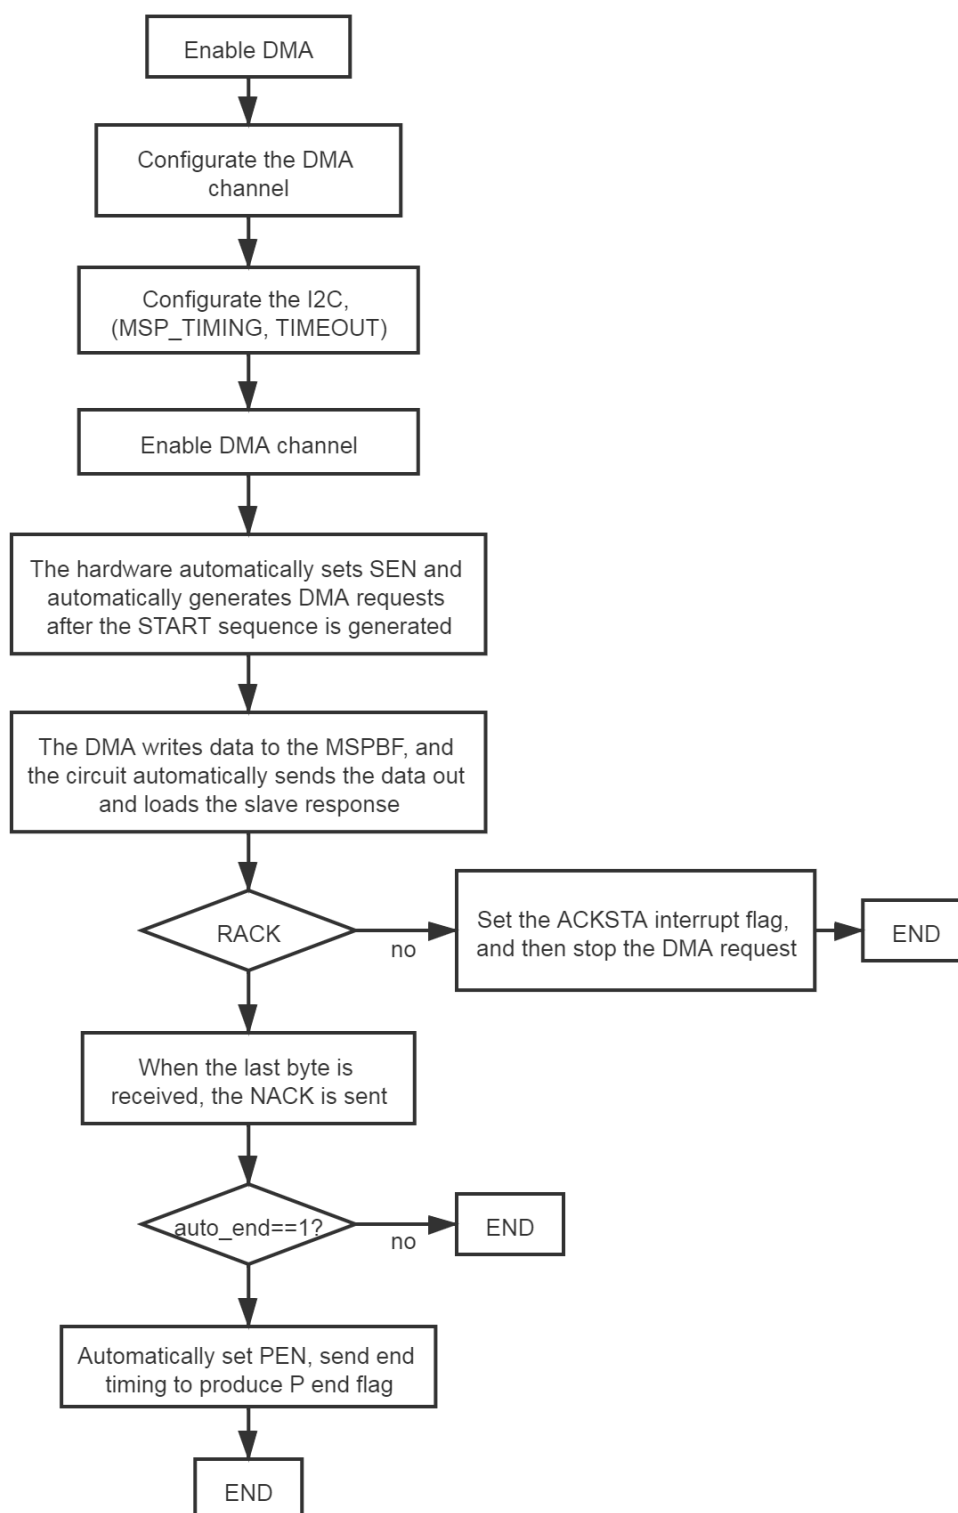 Enable DMA
Configurate the DMA
channel
Configurate the I2C,
(MSP_TIMING, TIMEOUT)
Enable DMA channel
The hardware automatically sets SEN and
automatically generates DMA requests
after the START sequence is generated
The DMA writes data to the MSPBF, and
the circuit automatically sends the data out
and loads the slave response
RACK
no
Set the ACKSTA interrupt flag,
and then stop the DMA request
END
When the last byte is
received, the NACK is sent
auto_end==1?
no
END
Automatically set PEN, send end
timing to produce P end flag
END